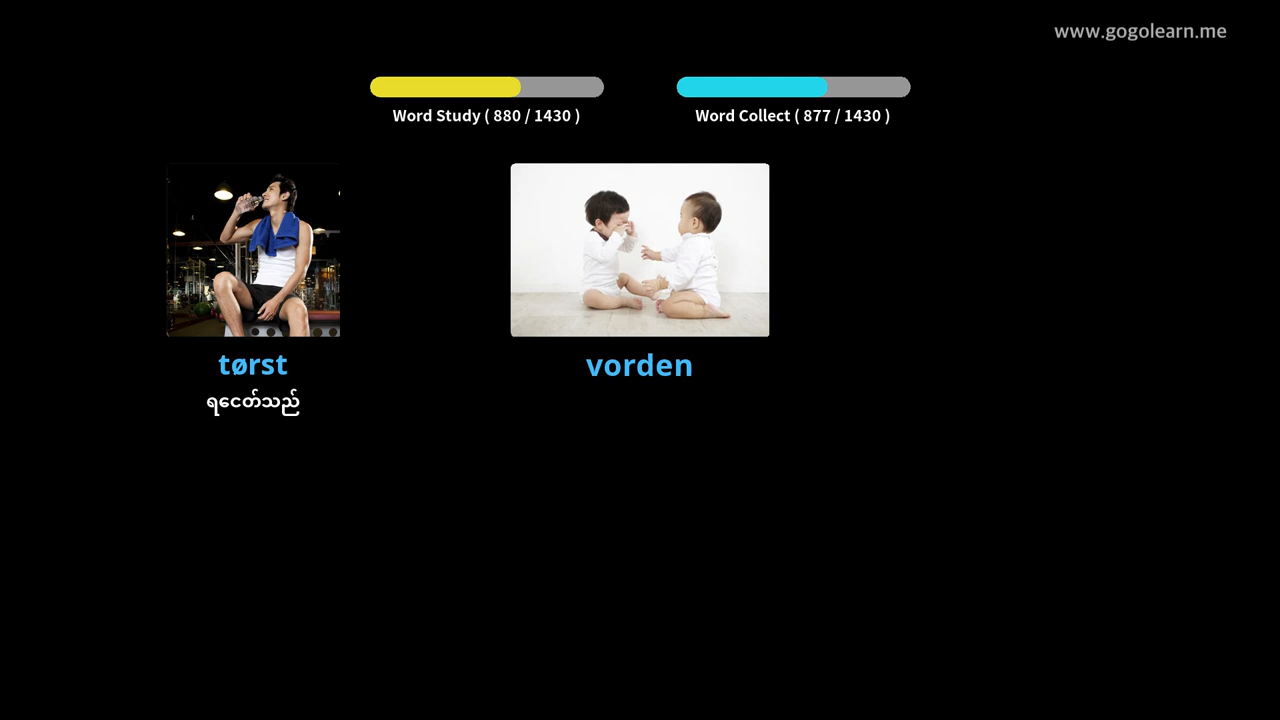 www.gogolearn.me
Word Study ( 880 / 1430 )
Word Collect ( 877 / 1430 )
tørst
ရငေတ်သည်
vorden